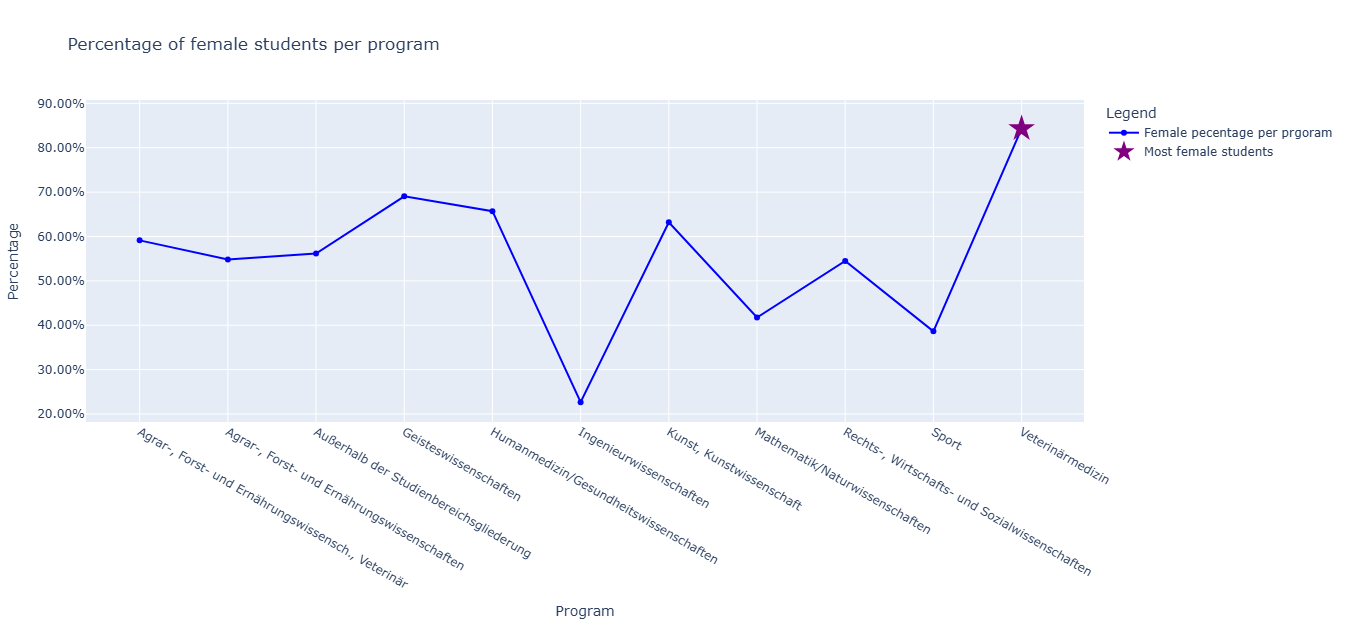 Percentage of female students per program
90.00%
80.00%
70.00%
60.00%
50.00%
40.00%
30.00%
20.00%
Percentage
Agrar-, Forst- und Ernährungswissensch., Veterinär
Agrar-, Forst- und Ernährungswissenschaften
Außerhalb der Studienbereichsgliederung
Geisteswissenschaften
Humanmedizin/Gesundheitswissenschaften
Ingenieurwissenschaften
Kunst, Kunstwissenschaft
Mathematik/Naturwissenschaften
Rechts-, Wirtschafts- und Sozialwissenschaften
Sport
Veterinärmedizin
Program
Legend
Female pecentage per prgoram
Most female students